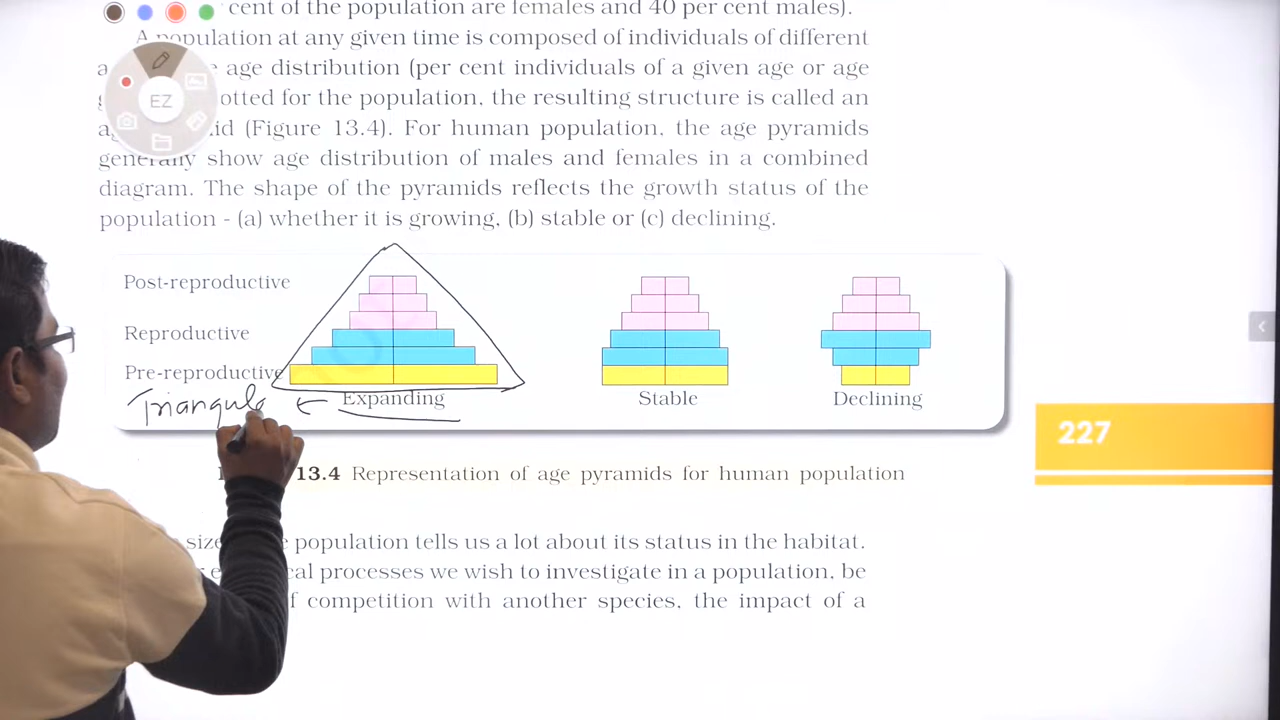 cent of the population are females and 40 per cent males).
A population at any given time is composed of individuals of different
age distribution (per cent individuals of a given age or age
otted for the population, the resulting structure is called an
id (Figure 13.4). For human population, the age pyramids
generally show age distribution of males and females in a combined
diagram. The shape of the pyramids reflects the growth status of the
population - (a) whether it is growing, (b) stable or (c) declining.
EZ
Post-reproductive
Reproductive
Pre-reproductive
Triangula
Expanding
Stable
Declining
227
13.4 Representation of age pyramids for human population
size population tells us a lot about its status in the habitat.
cal processes we wish to investigate in a population, be
f competition with another species, the impact of a